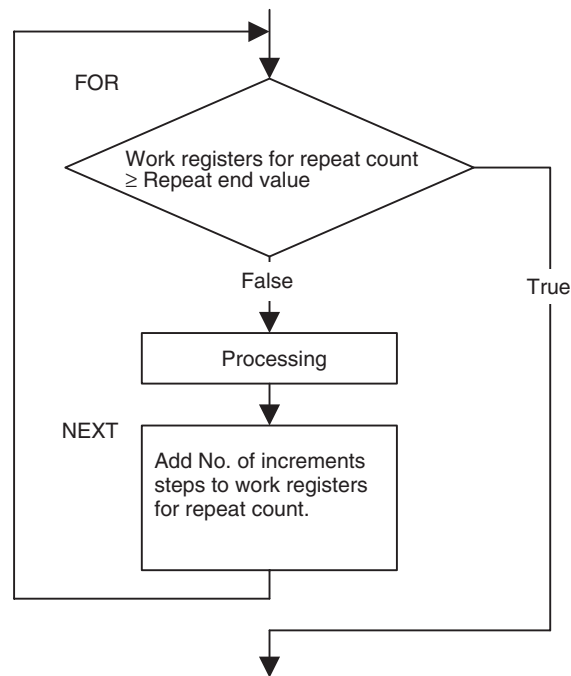 FOR
Work registers for repeat count
≥ Repeat end value
False
True
Processing
NEXT
Add No. of increments
steps to work registers
for repeat count.